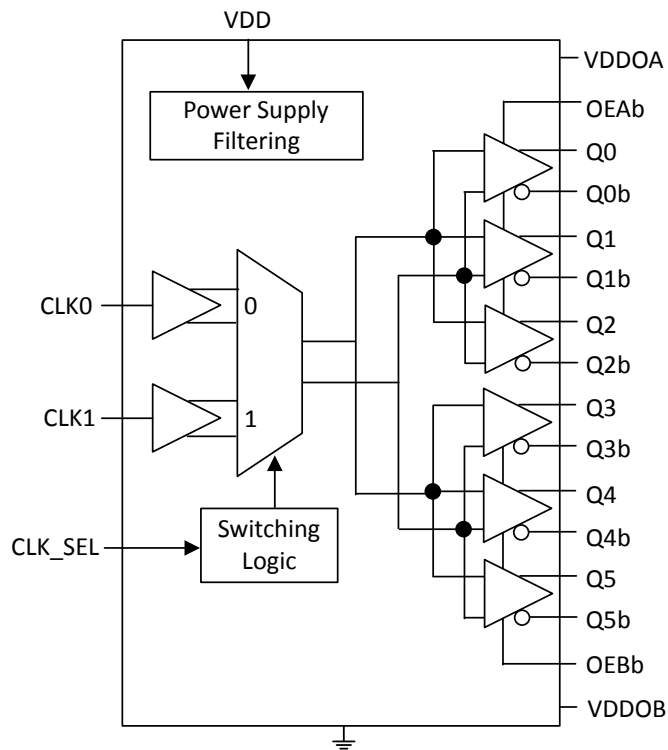 VDD
VDDOA
Power Supply
Filtering
OEAb
Q0
Q0b
Q1
Q1b
CLK0
0
Q2
Q2b
Q3
CLK1
1
Q3b
Q4
Switching
Logic
CLK_SEL
Q4b
Q5
Q5b
OEBb
VDDOB